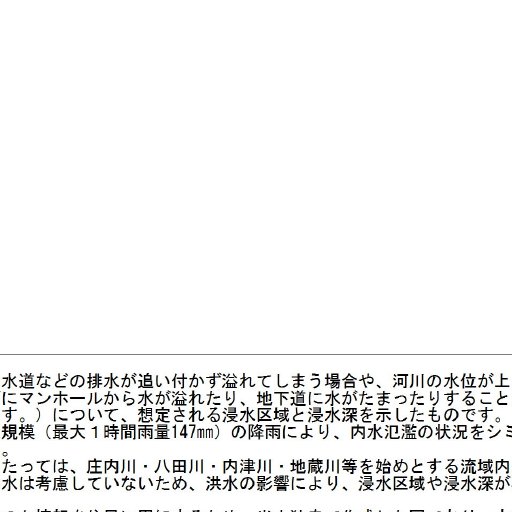 水道などの排水が追い付かず溢れてしまう場合や、河川の水位が上
にマンホールから水が溢れたり、地下道に水がたまったりすること
す。）について、想定される浸水区域と浸水深を示したものです。
規模（最大１時間雨量147㎜）の降雨により、内水氾濫の状況をシミ
。
たっては、庄内川・八田川・内津川・地蔵川等を始めとする流域内
水は考慮していないため、洪水の影響により、浸水区域や浸水深が